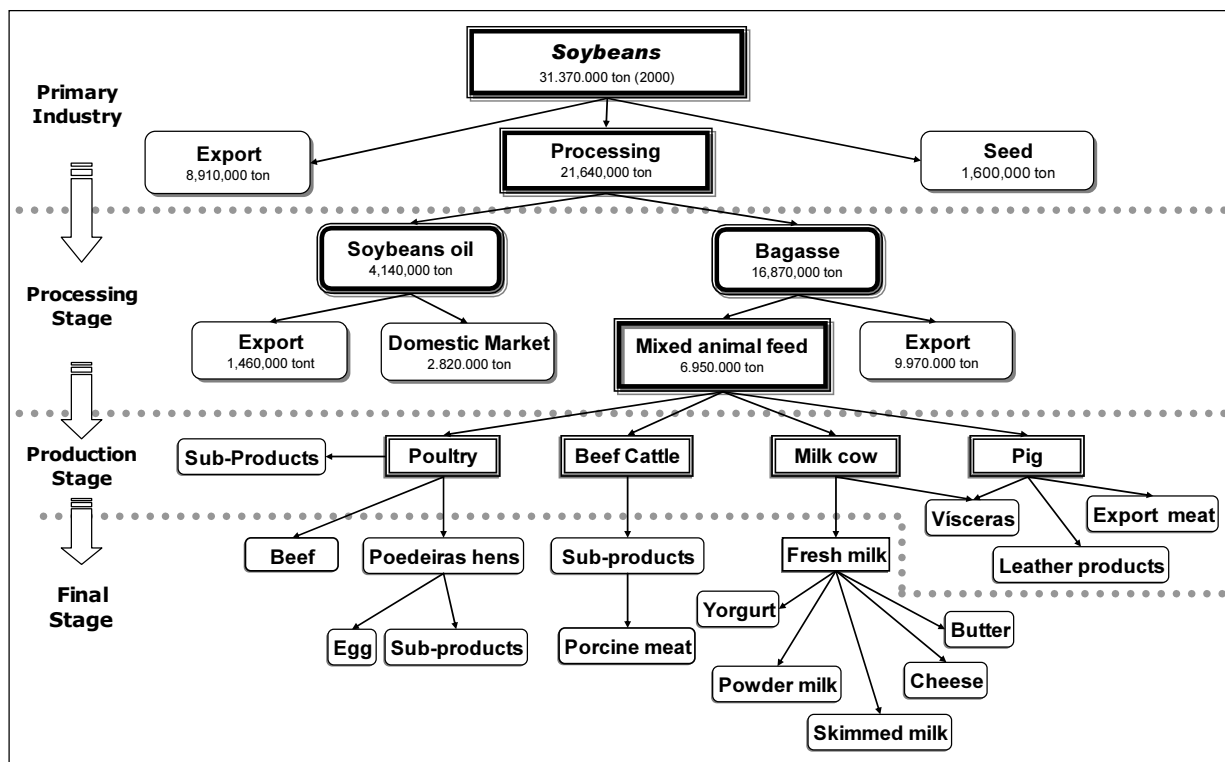 Soybeans
31.370.000 ton (2000)
Primary
Industry
Export
8,910,000 ton
Processing
21,640,000 ton
Seed
1,600,000 ton
Soybeans oil
4,140,000 ton
Bagasse
16,870,000 ton
Processing
Stage
Export
1,460,000 tont
Domestic Market
2.820.000 ton
Mixed animal feed
6.950.000 ton
Export
9.970.000 ton
Production
Stage
Sub-Products
Poultry
Beef Cattle
Milk cow
Pig
Vísceras
Export meat
Beef
Poedeiras hens
Sub-products
Fresh milk
Leather products
Final
Stage
Yorgurt
Butter
Egg
Sub-products
Porcine meat
Powder milk
Cheese
Skimmed milk